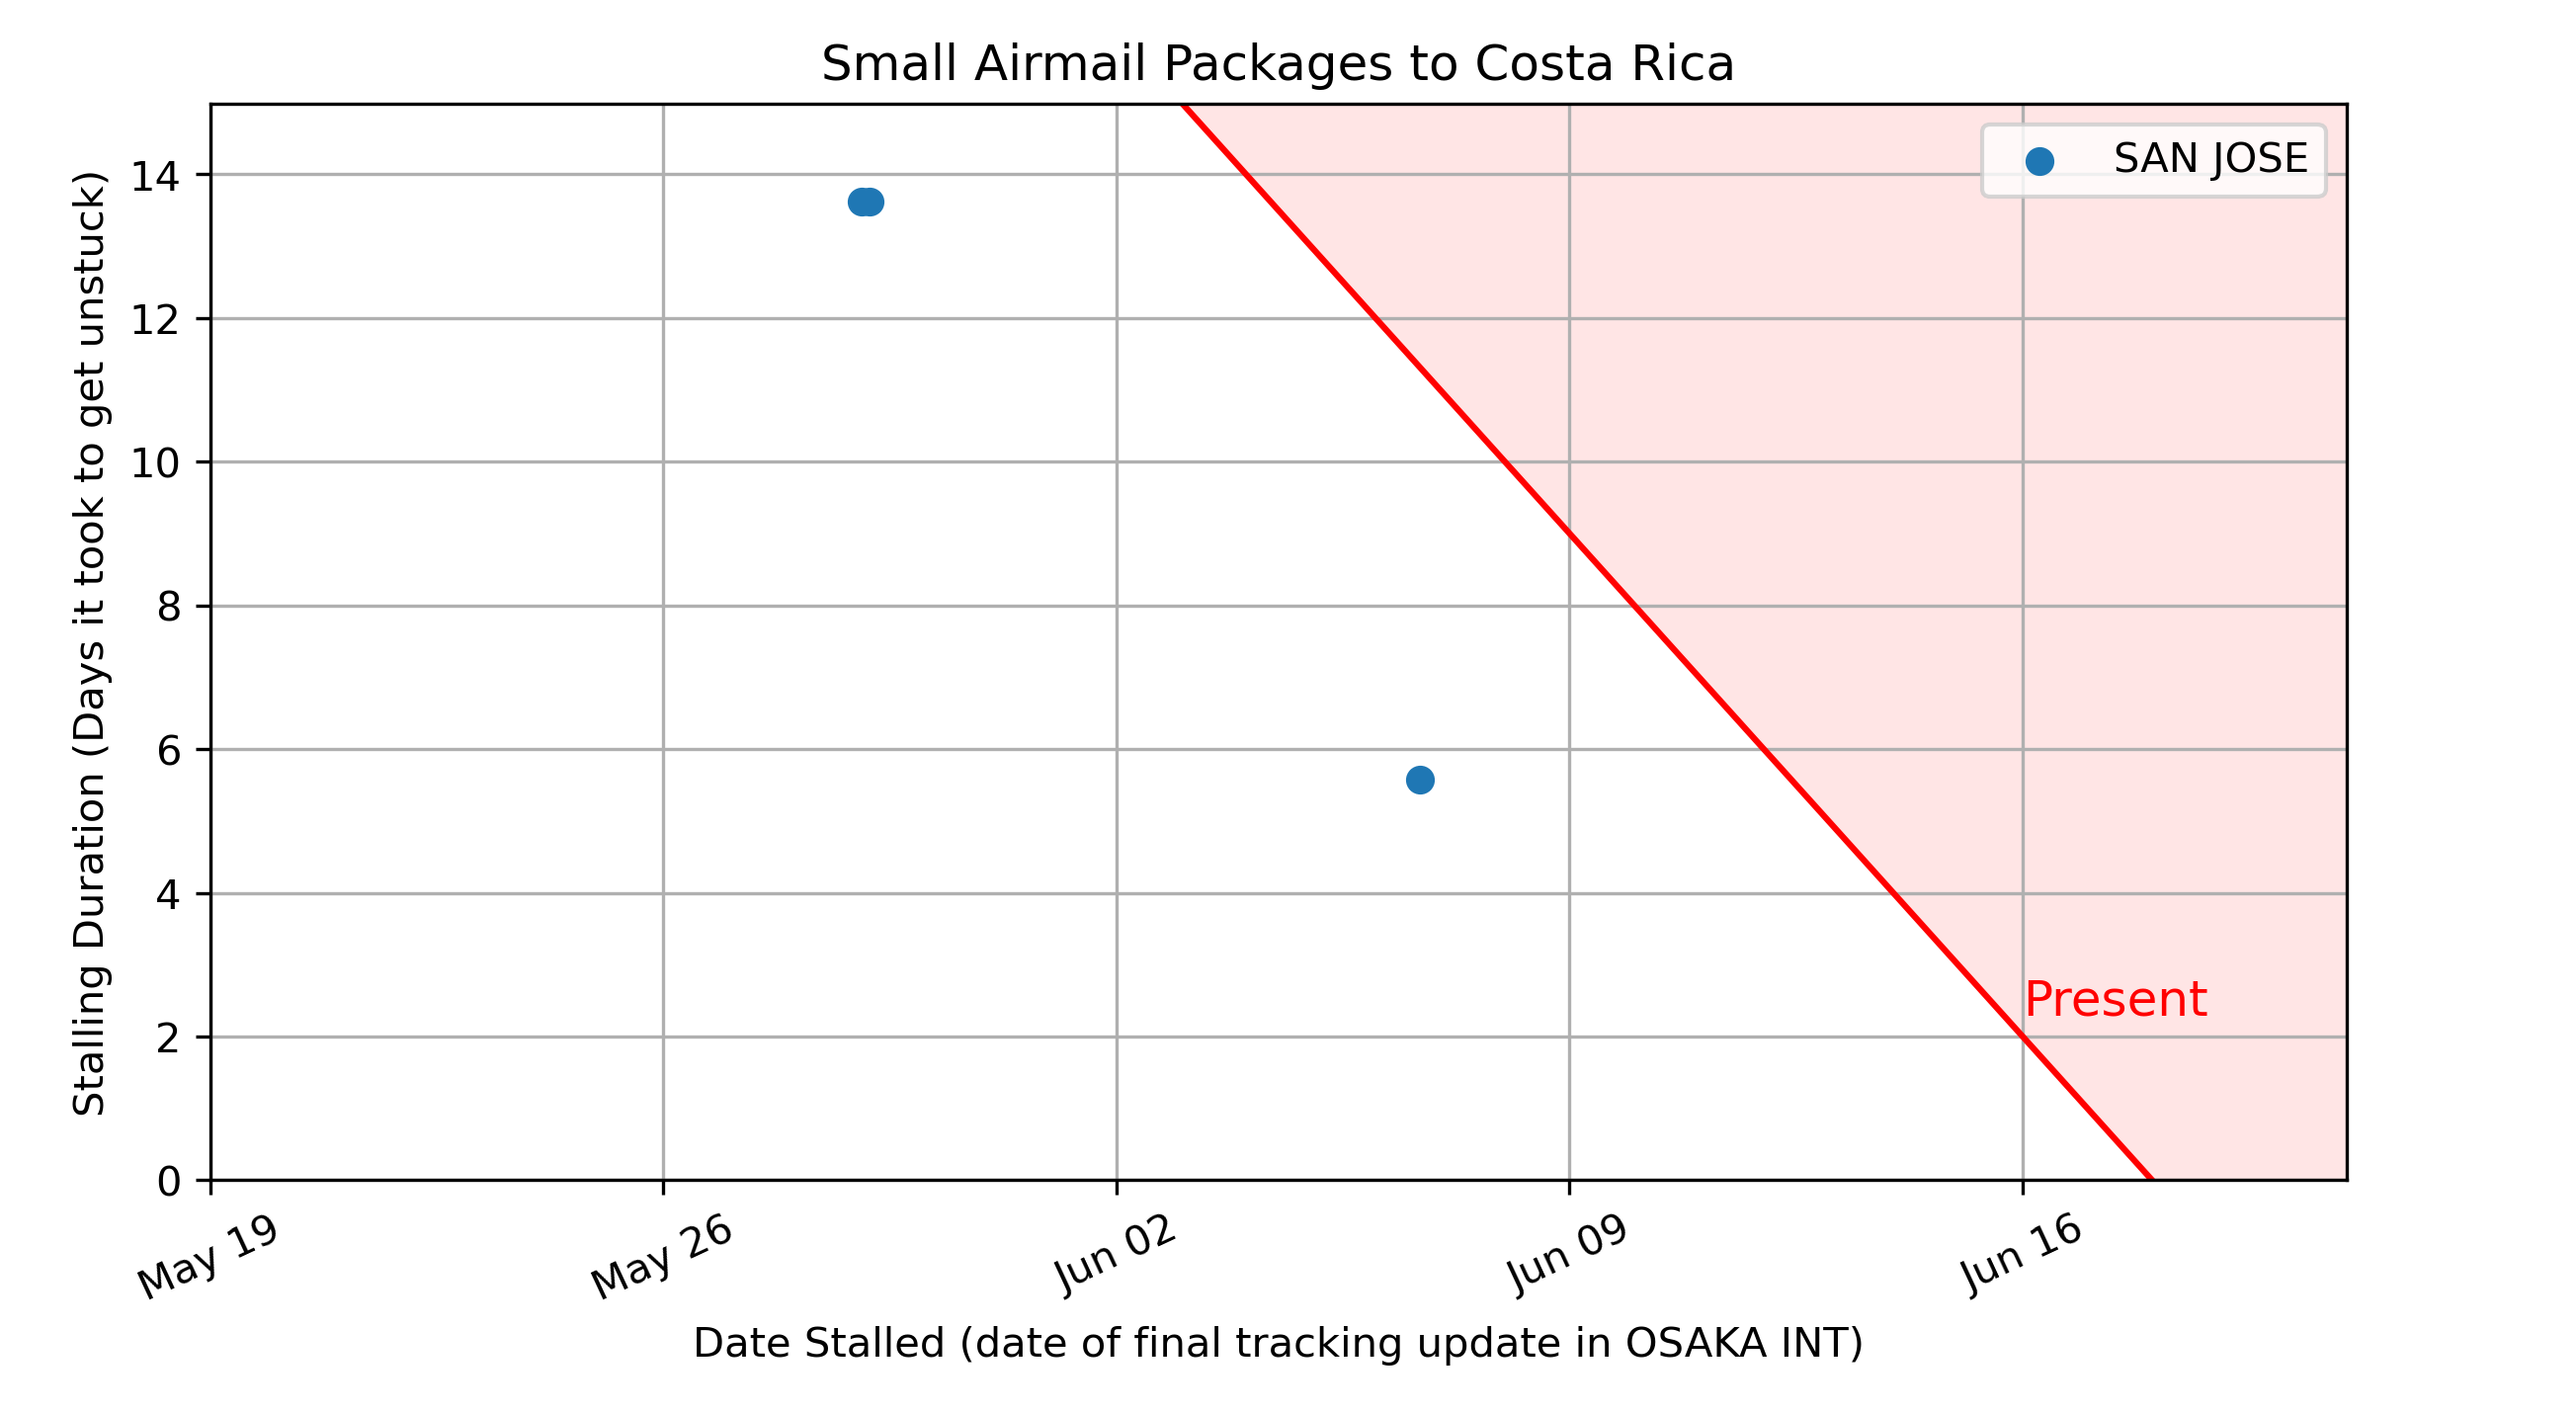 Small Airmail Packages to Costa Rica
Stalling Duration (Days it took to get unstuck)
14
12
10
8
6
4
2
0
SAN JOSE
Present
May 19
May 26
Jun 02
Jun 09
Jun 16
Date Stalled (date of final tracking update in OSAKA INT)